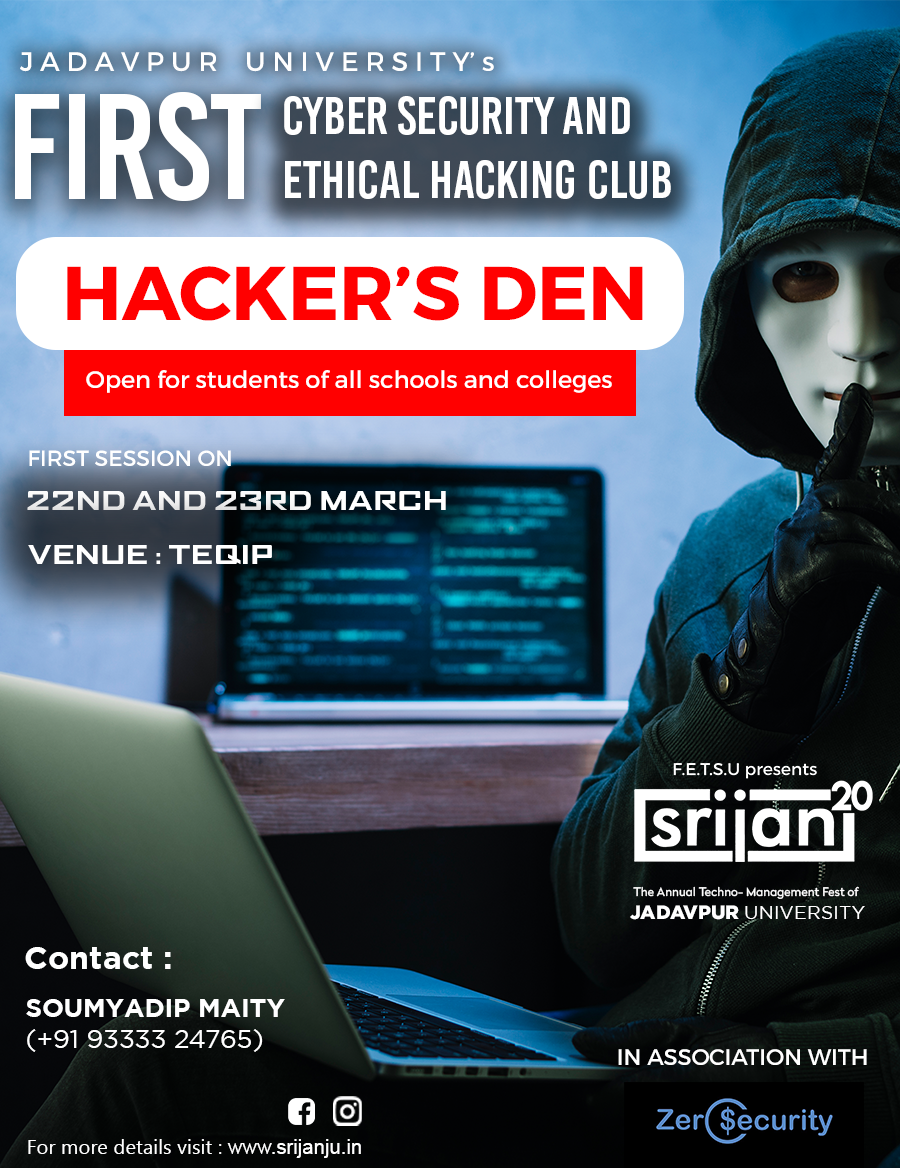 JADAVPUR UNIVERSITY's
FIRST
CYBER SECURITY AND
ETHICAL HACKING CLUB
HACKER'S DEN
Open for students of all schools and colleges
FIRST SESSION ON
22ND AND 23RD MARCH
VENUE : TEQIP
F.E.T.S.U presents
srijan 20
The Annual Techno- Management Fest of
JADAVPUR UNIVERSITY
Contact :
SOUMYADIP MAITY
(+91 93333 24765)
IN ASSOCIATION WITH
Zer$ecurity
For more details visit : www.srijanju.in